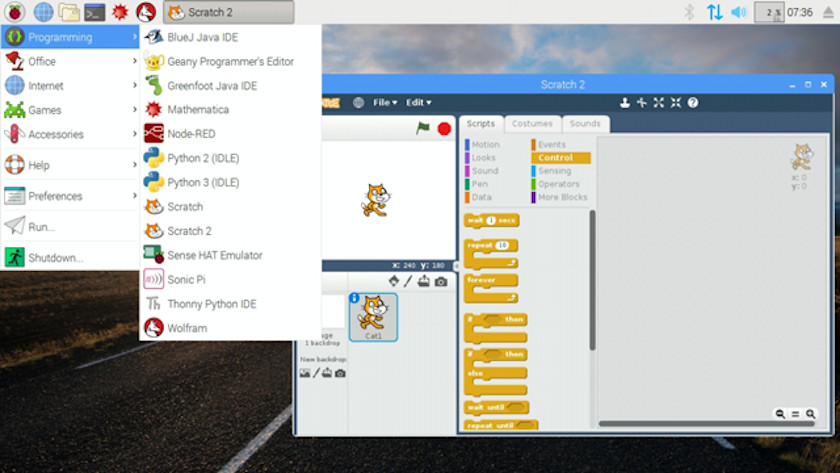 Scratch 2
2 %
07:36
Programming
Office
Internet
Games
Accessories
Help
Preferences
Run...
Shutdown...
BlueJ Java IDE
Geany Programmer's Editor
Greenfoot Java IDE
Mathematica
Node-RED
Python 2 (IDLE)
Python 3 (IDLE)
Scratch
Scratch 2
Sense HAT Emulator
Sonic Pi
Thonny Python IDE
Wolfram
Scratch 2
File Edit
Scripts Costumes Sounds
Motion Events
Looks Control
Sound Sensing
Pen Operators
Data More Blocks
x: 0
y: 0
wait 1 secs
repeat 10
forever
if then
if then
else
wait until
repeat until
x: 240 y: 180
Cat1
1 backdrop
New backdrop